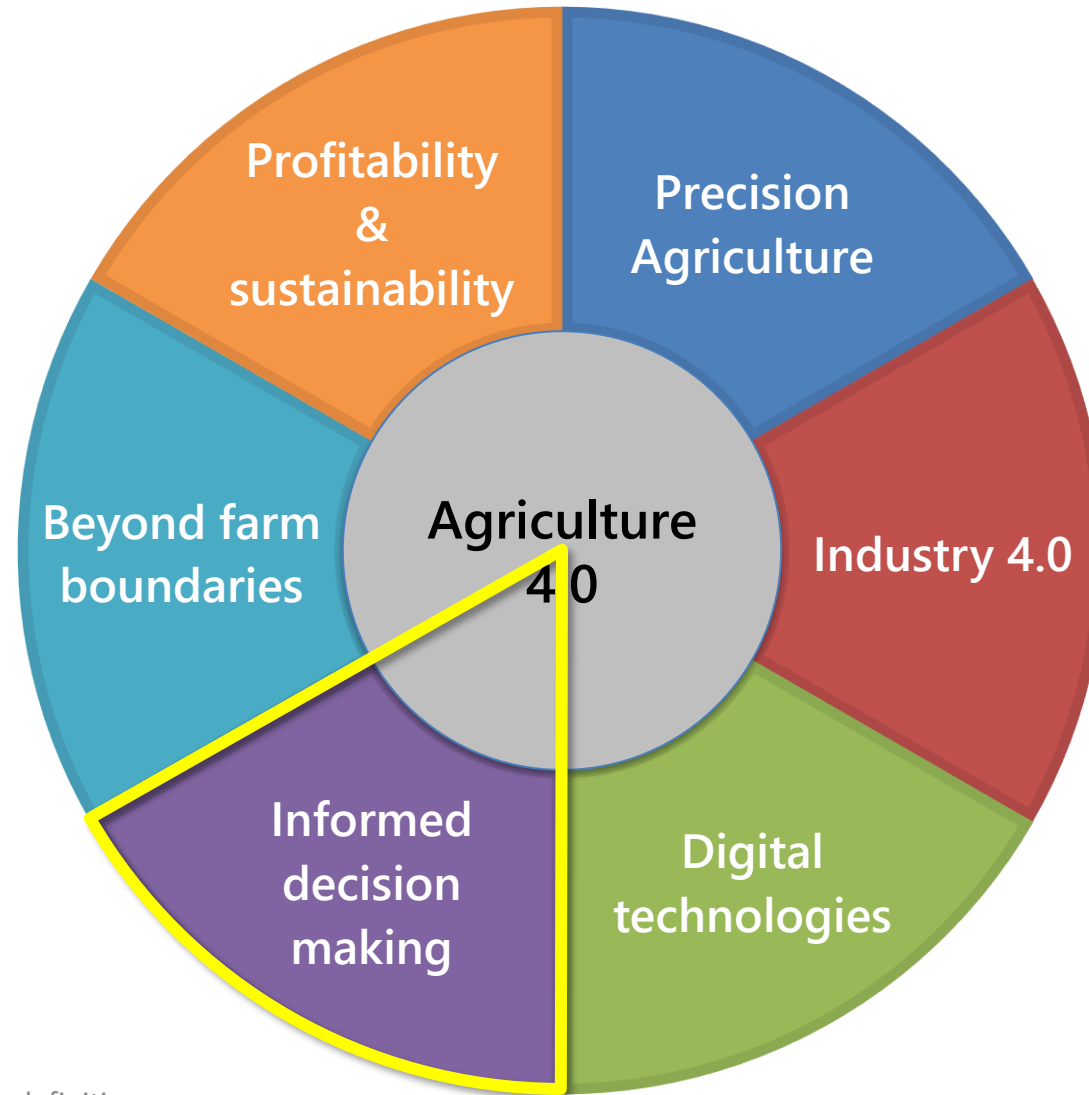 Profitability
&
sustainability
Precision
Agriculture
Beyond farm
boundaries
Agriculture
4.0
Industry 4.0
Informed
decision
making
Digital
technologies